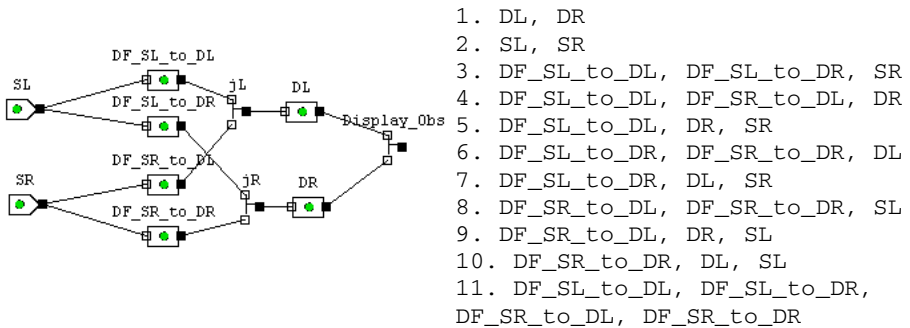 DF_SL_to_DL
SL
jL
DL
DF_SL_to_DR
Display_Obs
DF_SR_to_DL
SR
jR
DR
DF_SR_to_DR
1. DL, DR
2. SL, SR
3. DF_SL_to_DL, DF_SL_to_DR, SR
4. DF_SL_to_DL, DF_SR_to_DL, DR
5. DF_SL_to_DL, DR, SR
6. DF_SL_to_DR, DF_SR_to_DL, DL
7. DF_SL_to_DR, DL, SR
8. DF_SR_to_DL, DF_SR_to_DR, SL
9. DF_SR_to_DL, DR, SL
10. DF_SR_to_DR, DL, SL
11. DF_SL_to_DL, DF_SL_to_DR,
DF_SR_to_DL, DF_SR_to_DR